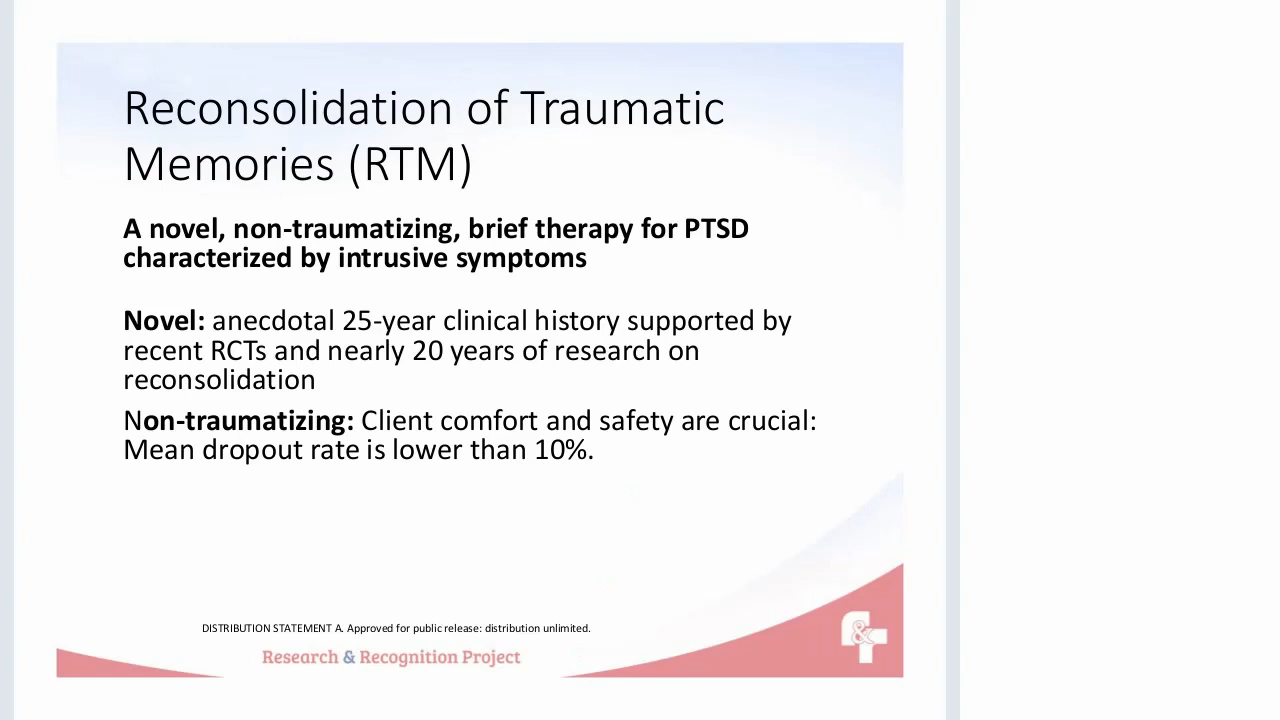 Reconsolidation of Traumatic
Memories (RTM)
A novel, non-traumatizing, brief therapy for PTSD
characterized by intrusive symptoms
Novel: anecdotal 25-year clinical history supported by
recent RCTs and nearly 20 years of research on
reconsolidation
Non-traumatizing: Client comfort and safety are crucial:
Mean dropout rate is lower than 10%.
DISTRIBUTION STATEMENT A. Approved for public release: distribution unlimited.
Research & Recognition Project
&